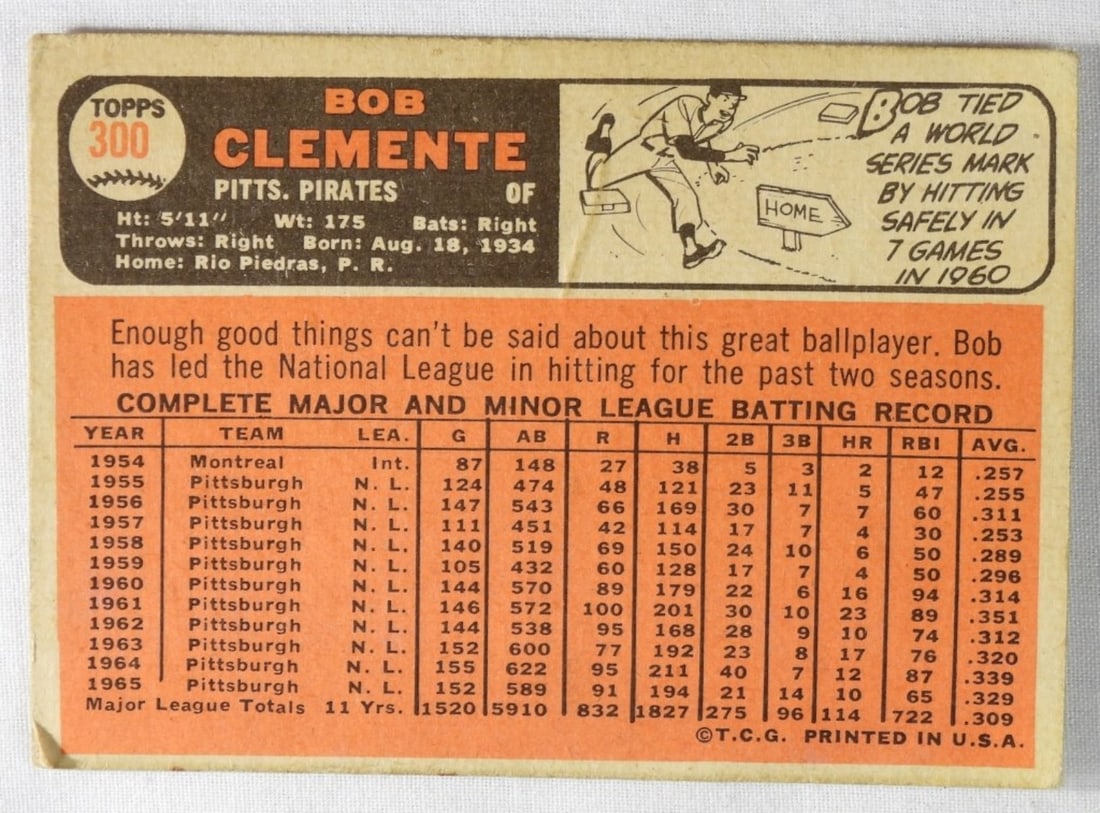 TOPPS
300
BOB
CLEMENTE
PITTS. PIRATES OF
Ht: 5'11" Wt: 175 Bats: Right
Throws: Right Born: Aug. 18, 1934
Home: Rio Piedras, P. R.
HOME
BOB TIED
A WORLD
SERIES MARK
BY HITTING
SAFELY IN
7 GAMES
IN 1960
Enough good things can't be said about this great ballplayer. Bob
has led the National League in hitting for the past two seasons.
COMPLETE MAJOR AND MINOR LEAGUE BATTING RECORD
YEAR TEAM LEA. G AB R H 2B 3B HR RBI AVG.
1954 Montreal Int. 87 148 27 38 5 3 2 12 .257
1955 Pittsburgh N. L. 124 474 48 121 23 11 5 47 .255
1956 Pittsburgh N. L. 147 543 66 169 30 7 7 60 .311
1957 Pittsburgh N. L. 111 451 42 114 17 7 4 30 .253
1958 Pittsburgh N. L. 140 519 69 150 24 10 6 50 .289
1959 Pittsburgh N. L. 105 432 60 128 17 7 4 50 .296
1960 Pittsburgh N. L. 144 570 89 179 22 6 16 94 .314
1961 Pittsburgh N. L. 146 572 100 201 30 10 23 89 .351
1962 Pittsburgh N. L. 144 538 95 168 28 9 10 74 .312
1963 Pittsburgh N. L. 152 600 77 192 23 8 17 76 .320
1964 Pittsburgh N. L. 155 622 95 211 40 7 12 87 .339
1965 Pittsburgh N. L. 152 589 91 194 21 14 10 65 .329
Major League Totals 11 Yrs. 1520 5910 832 1827 275 96 114 722 .309
©T.C.G. PRINTED IN U.S.A.